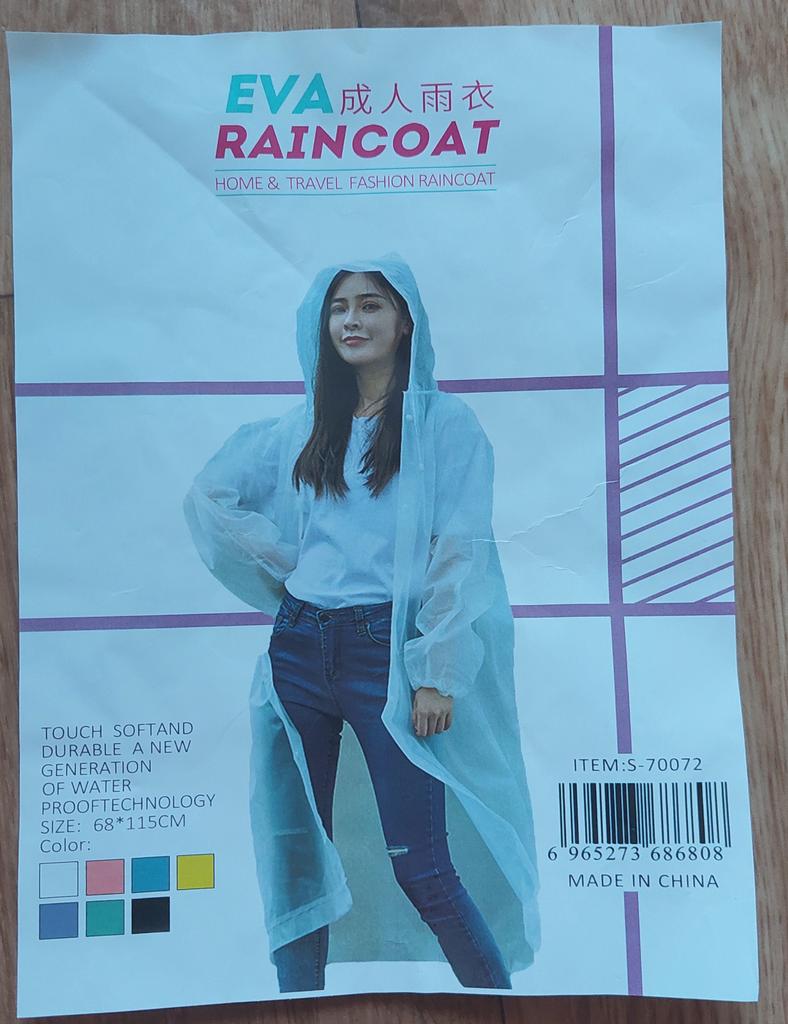 EVA成人雨衣
RAINCOAT
HOME & TRAVEL FASHION RAINCOAT
TOUCH SOFTAND
DURABLE A NEW
GENERATION
OF WATER
PROOFTECHNOLOGY
SIZE: 68*115CM
Color:
ITEM:S-70072
6 965273 686808
MADE IN CHINA